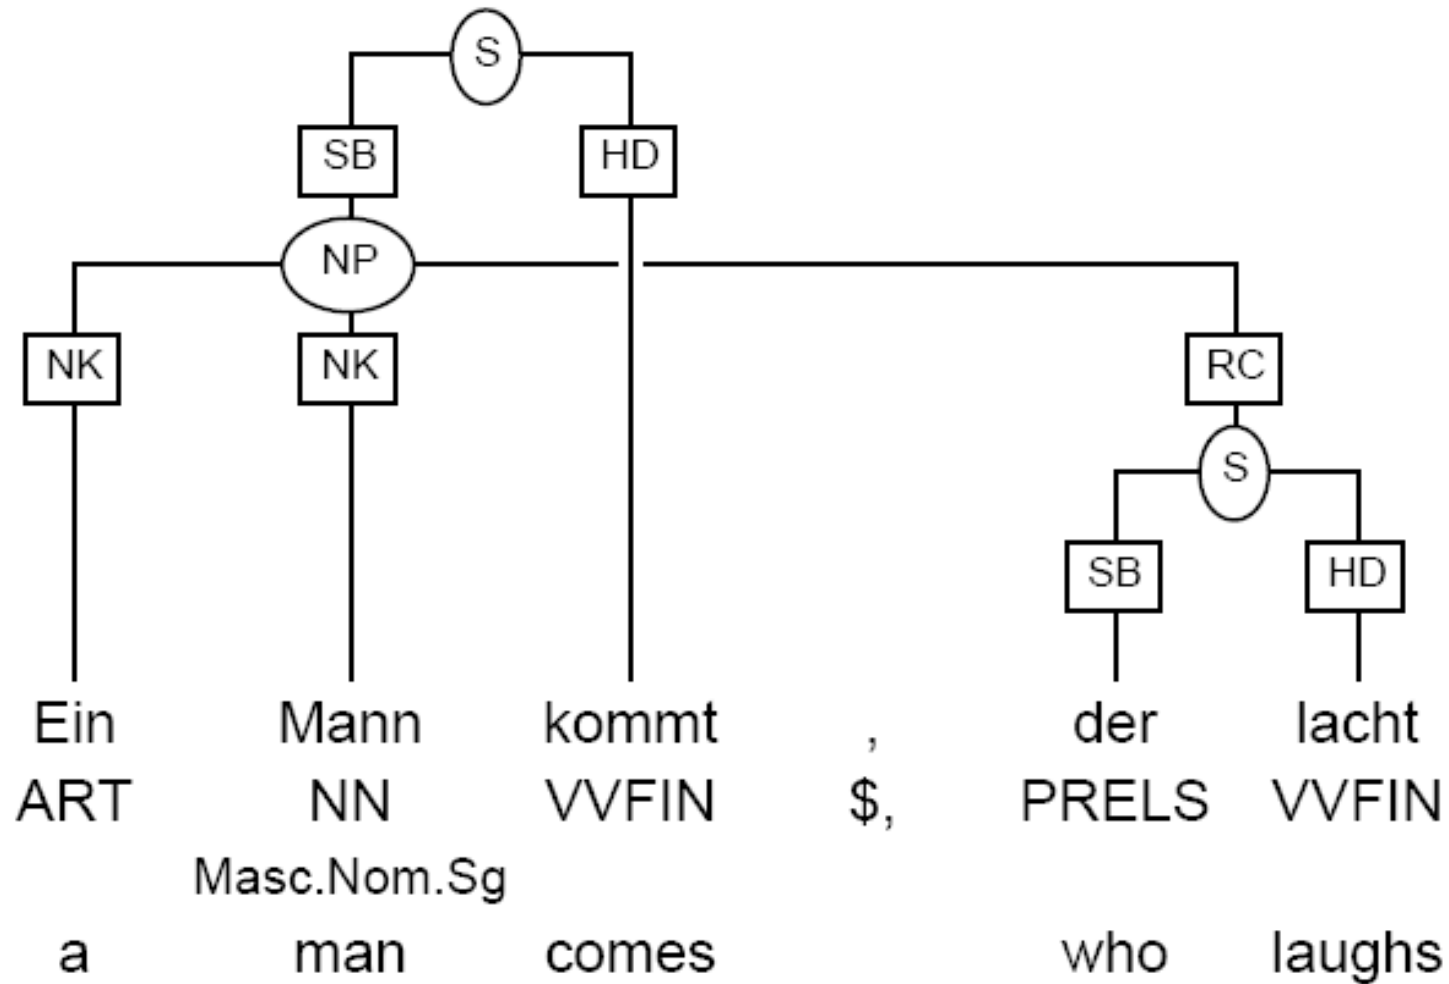 S
SB HD
NP
NK NK RC
S
SB HD
Ein Mann kommt , der lacht
ART NN VVFIN $, PRELS VVFIN
Masc.Nom.Sg
a man comes who laughs